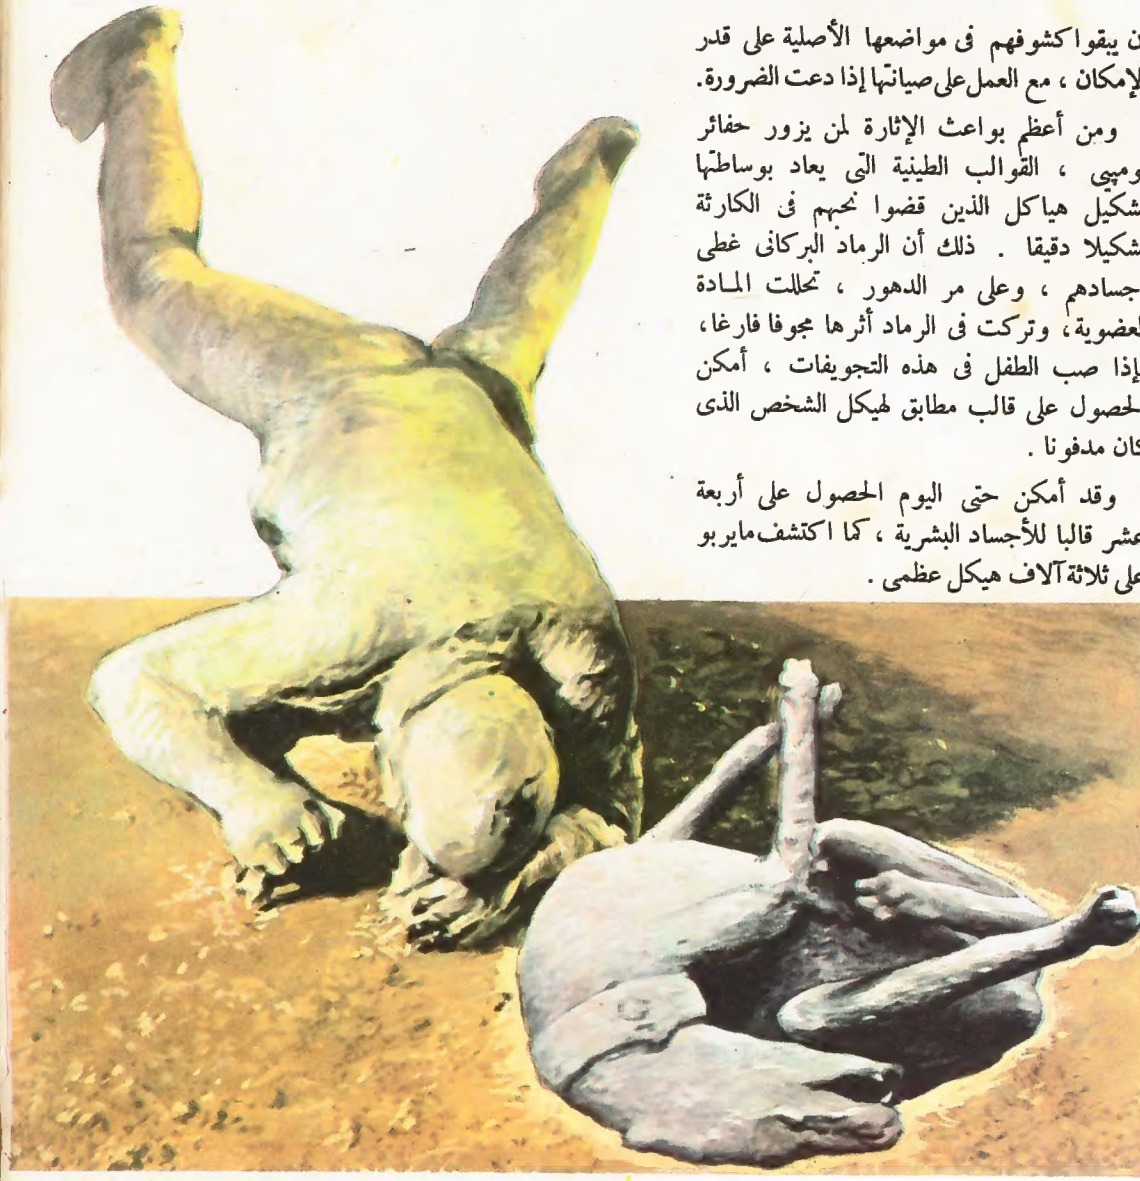 ن يبقوا كشوفهم فى مواضعها الأصلية على قدر
لإمكان ، مع العمل على صيانتها إذا دعت الضرورة.
ومن أعظم بواعث الإثارة لمن يزور حفائر
ومپيى ، القوالب الطينية التى يعاد بوساطتها
شكيل هياكل الذين قضوا نحبهم فى الكارثة
شكيلا دقيقا . ذلك أن الرماد البركانى غطى
جسادهم ، وعلى مر الدهور ، تحللت المادة
لعضوية ، وتركت فى الرماد أثرها مجوفا فارغا ،
إذا صب الطفل فى هذه التجويفات ، أمكن
لحصول على قالب مطابق لهيكل الشخص الذى
كان مدفونا .
وقد أمكن حتى اليوم الحصول على أربعة
عشر قالبا للأجساد البشرية ، كما اكتشف مايربو
على ثلاثة آلاف هيكل عظمى .